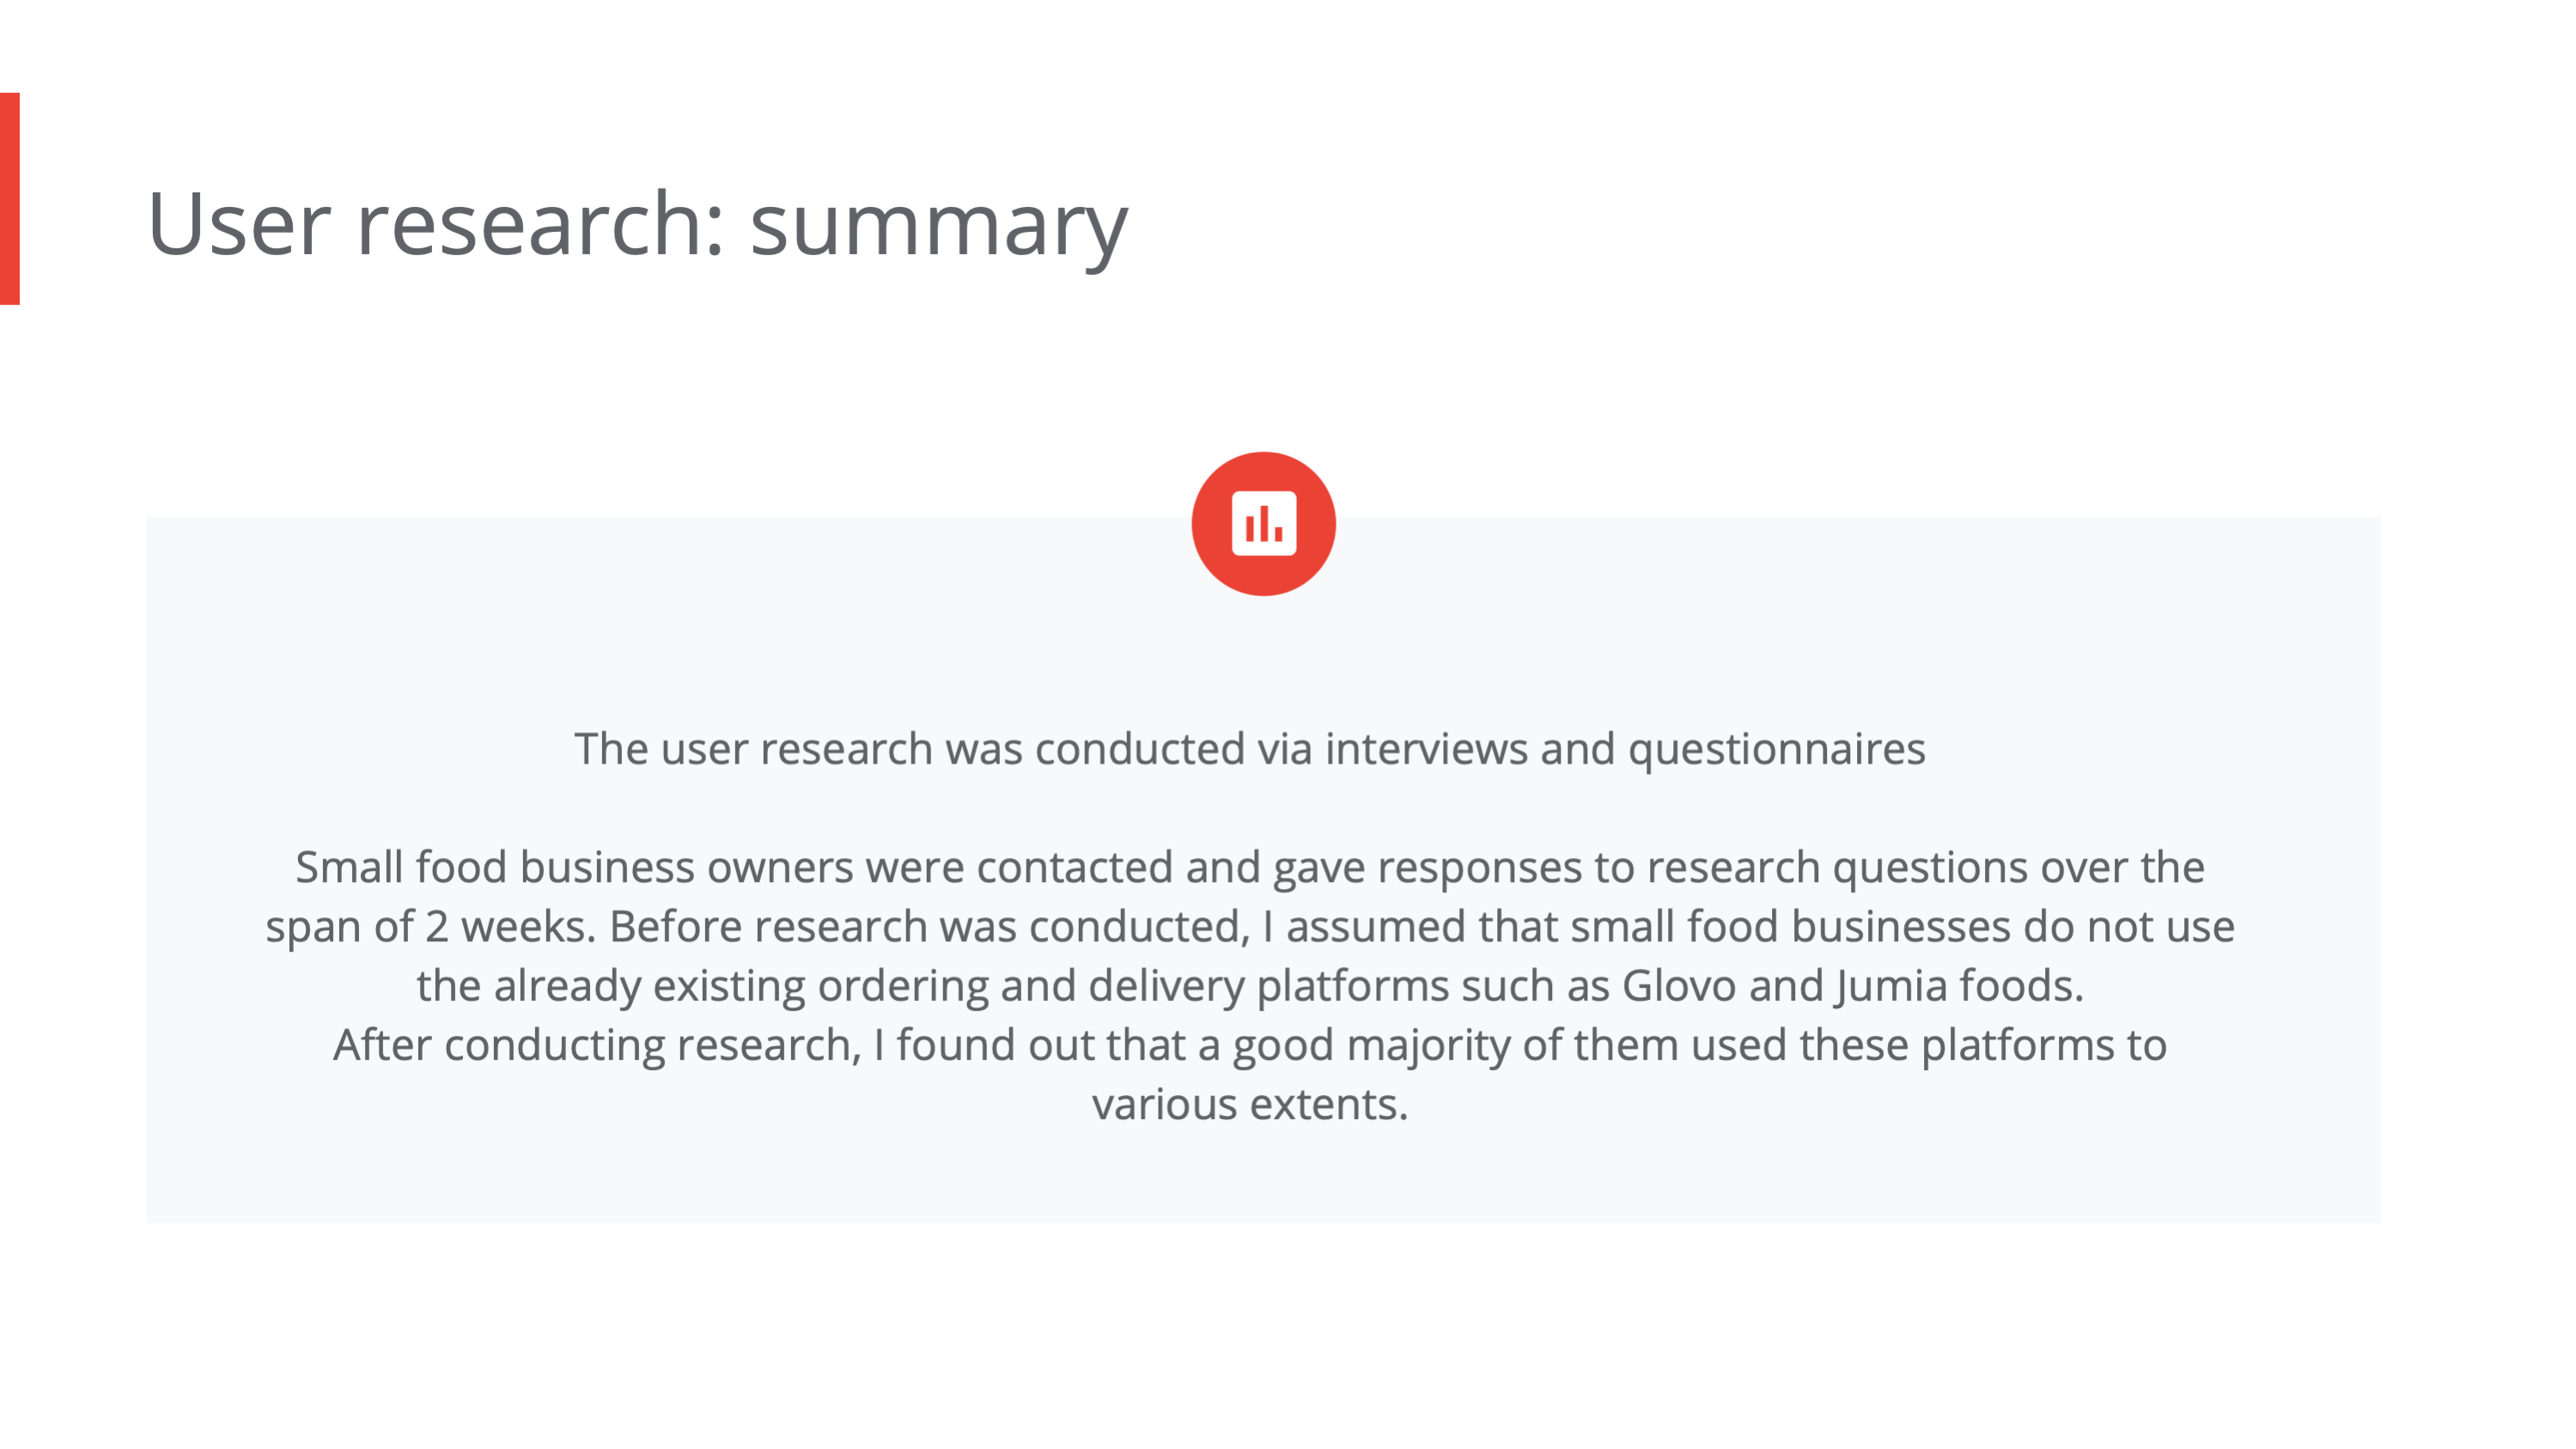 User research: summary
The user research was conducted via interviews and questionnaires
Small food business owners were contacted and gave responses to research questions over the
span of 2 weeks. Before research was conducted, I assumed that small food businesses do not use
the already existing ordering and delivery platforms such as Glovo and Jumia foods.
After conducting research, I found out that a good majority of them used these platforms to
various extents.